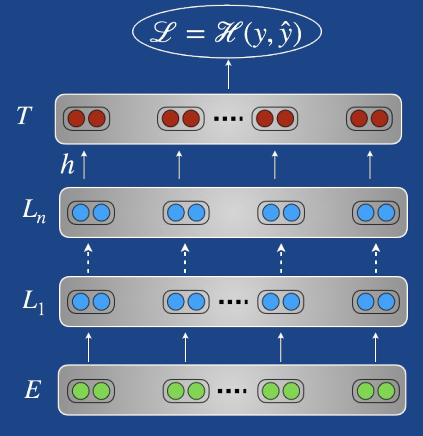 ℒ = ℋ(y, ŷ)
T
h
Lₙ
L₁
E